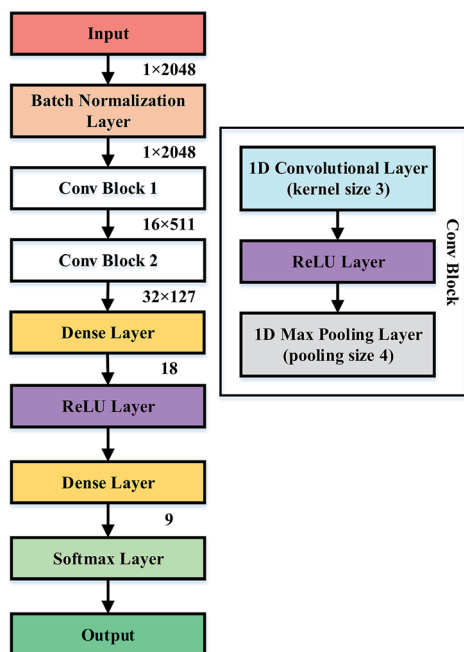 Input
1×2048
Batch Normalization
Layer
1×2048
Conv Block 1
16×511
Conv Block 2
32×127
Dense Layer
18
ReLU Layer
Dense Layer
9
Softmax Layer
Output
1D Convolutional Layer
(kernel size 3)
ReLU Layer
1D Max Pooling Layer
(pooling size 4)
Conv Block